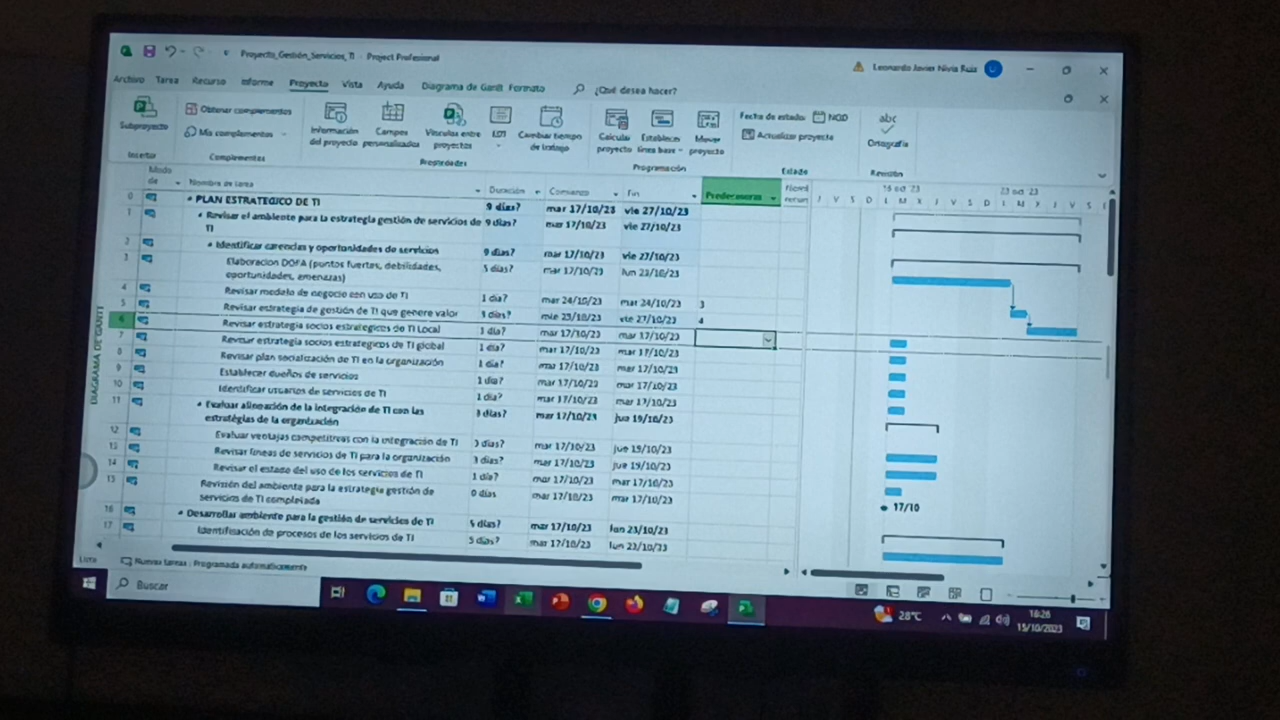 Proyecto_Gestión_Servicios_TI - Project Profesional
Leonardo Javier Nivia Ruiz
Archivo Tarea Recurso Informe Proyecto Vista Ayuda Diagrama de Gantt Formato ¿Qué desea hacer?
Subproyecto
Obtener complementos
Mis complementos
Información del proyecto
Campos personalizados
Vínculos entre proyectos
EDT
Cambiar tiempo de trabajo
Calcular proyecto
Establecer línea base
Mover proyecto
Fecha de estado: NOD
Actualizar proyecto
abc
Ortografía
Insertar Complementos Propiedades Programación Estado Revisión
Modo de
Nombre de tarea Duración Comienzo Fin Predecesoras
16 oct '23 23 oct '23
J V S D L M X J V S D L M X J V S
0 PLAN ESTRATEGICO DE TI 9 días? mar 17/10/23 vie 27/10/23
1 Revisar el ambiente para la estrategia gestión de servicios de TI 9 días? mar 17/10/23 vie 27/10/23
2 Identificar carencias y oportunidades de servicios 9 días? mar 17/10/23 vie 27/10/23
3 Elaboracion DOFA (puntos fuertes, debilidades, oportunidades, amenazas) 5 días? mar 17/10/23 lun 23/10/23
4 Revisar modelo de negocio con uso de TI 1 día? mar 24/10/23 mar 24/10/23 3
5 Revisar estrategia de gestión de TI que genere valor 3 días? mié 25/10/23 vie 27/10/23 4
6 Revisar estrategia socios estrategicos de TI Local 1 día? mar 17/10/23 mar 17/10/23
7 Revisar estrategia socios estrategicos de TI global 1 día? mar 17/10/23 mar 17/10/23
8 Revisar plan socialización de TI en la organización 1 día? mar 17/10/23 mar 17/10/23
9 Establecer dueños de servicios 1 día? mar 17/10/23 mar 17/10/23
10 Identificar usuarios de servicios de TI 1 día? mar 17/10/23 mar 17/10/23
11 Evaluar alineación de la integración de TI con las estratégias de la organización 3 días? mar 17/10/23 jue 19/10/23
12 Evaluar ventajas competitivas con la integración de TI 3 días? mar 17/10/23 jue 19/10/23
13 Revisar lineas de servicios de TI para la organización 3 días? mar 17/10/23 jue 19/10/23
14 Revisar el estado del uso de los servicios de TI 1 día? mar 17/10/23 mar 17/10/23
15 Revisión del ambiente para la estrategia gestión de servicios de TI completada 0 días mar 17/10/23 mar 17/10/23
17/10
16 Desarrollar ambiente para la gestión de servicios de TI 5 días? mar 17/10/23 lun 23/10/23
17 Identificación de procesos de los servicios de TI 5 días? mar 17/10/23 lun 23/10/23
DIAGRAMA DE GANTT
Nuevas tareas : Programada automáticamente
Buscar
28°C
18:26
15/10/2023